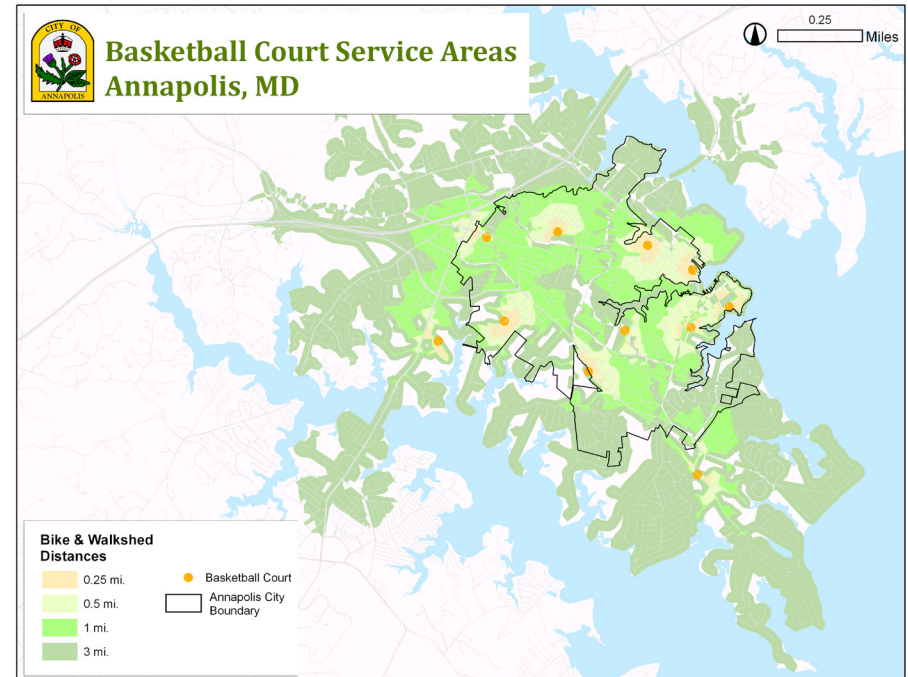 CITY OF
ANNAPOLIS
Basketball Court Service Areas
Annapolis, MD
0.25
Miles
Bike & Walkshed
Distances
0.25 mi.
0.5 mi.
1 mi.
3 mi.
Basketball Court
Annapolis City
Boundary